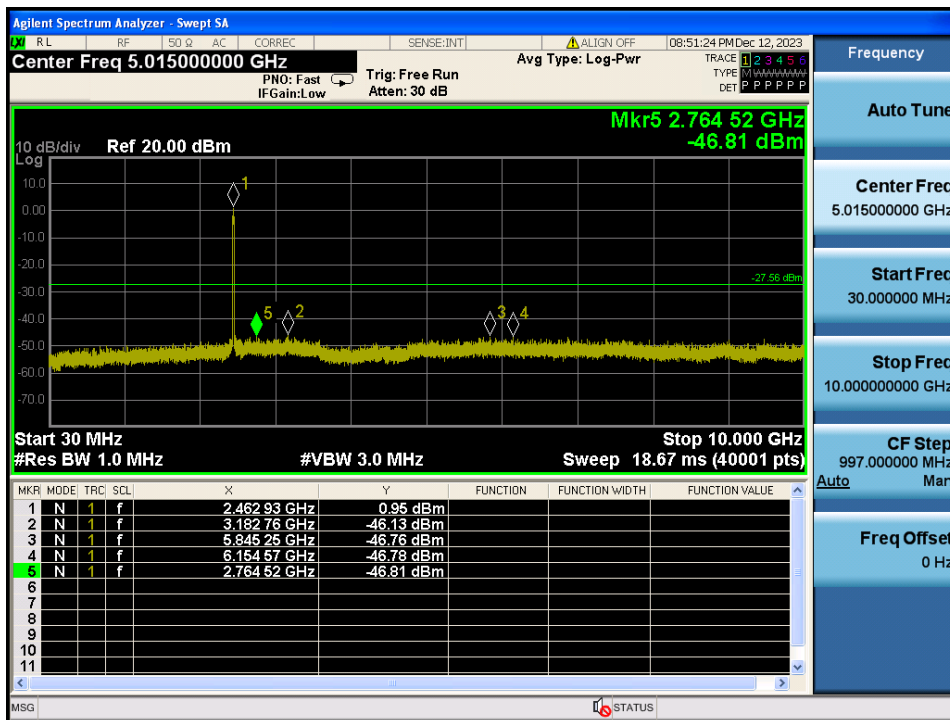 Agilent Spectrum Analyzer - Swept SA
LXI RL RF 50 Ω AC CORREC SENSE:INT ALIGN OFF 08:51:24 PM Dec 12, 2023
Center Freq 5.015000000 GHz
PNO: Fast
IFGain:Low
Trig: Free Run
Atten: 30 dB
Avg Type: Log-Pwr
TRACE 1 2 3 4 5 6
TYPE M WWWWW
DET P P P P P P
Mkr5 2.764 52 GHz
-46.81 dBm
10 dB/div
Log
Ref 20.00 dBm
10.0
0.00
-10.0
-20.0
-30.0
-40.0
-50.0
-60.0
-70.0
1
5
2
3
4
-27.56 dBm
Start 30 MHz
Stop 10.000 GHz
#Res BW 1.0 MHz
#VBW 3.0 MHz
Sweep 18.67 ms (40001 pts)
MKR MODE TRC SCL X Y FUNCTION FUNCTION WIDTH FUNCTION VALUE
1 N 1 f 2.462 93 GHz 0.95 dBm
2 N 1 f 3.182 76 GHz -46.13 dBm
3 N 1 f 5.845 25 GHz -46.76 dBm
4 N 1 f 6.154 57 GHz -46.78 dBm
5 N 1 f 2.764 52 GHz -46.81 dBm
6
7
8
9
10
11
MSG
STATUS
Frequency
Auto Tune
Center Freq
5.015000000 GHz
Start Freq
30.000000 MHz
Stop Freq
10.000000000 GHz
CF Step
997.000000 MHz
Auto Man
Freq Offset
0 Hz